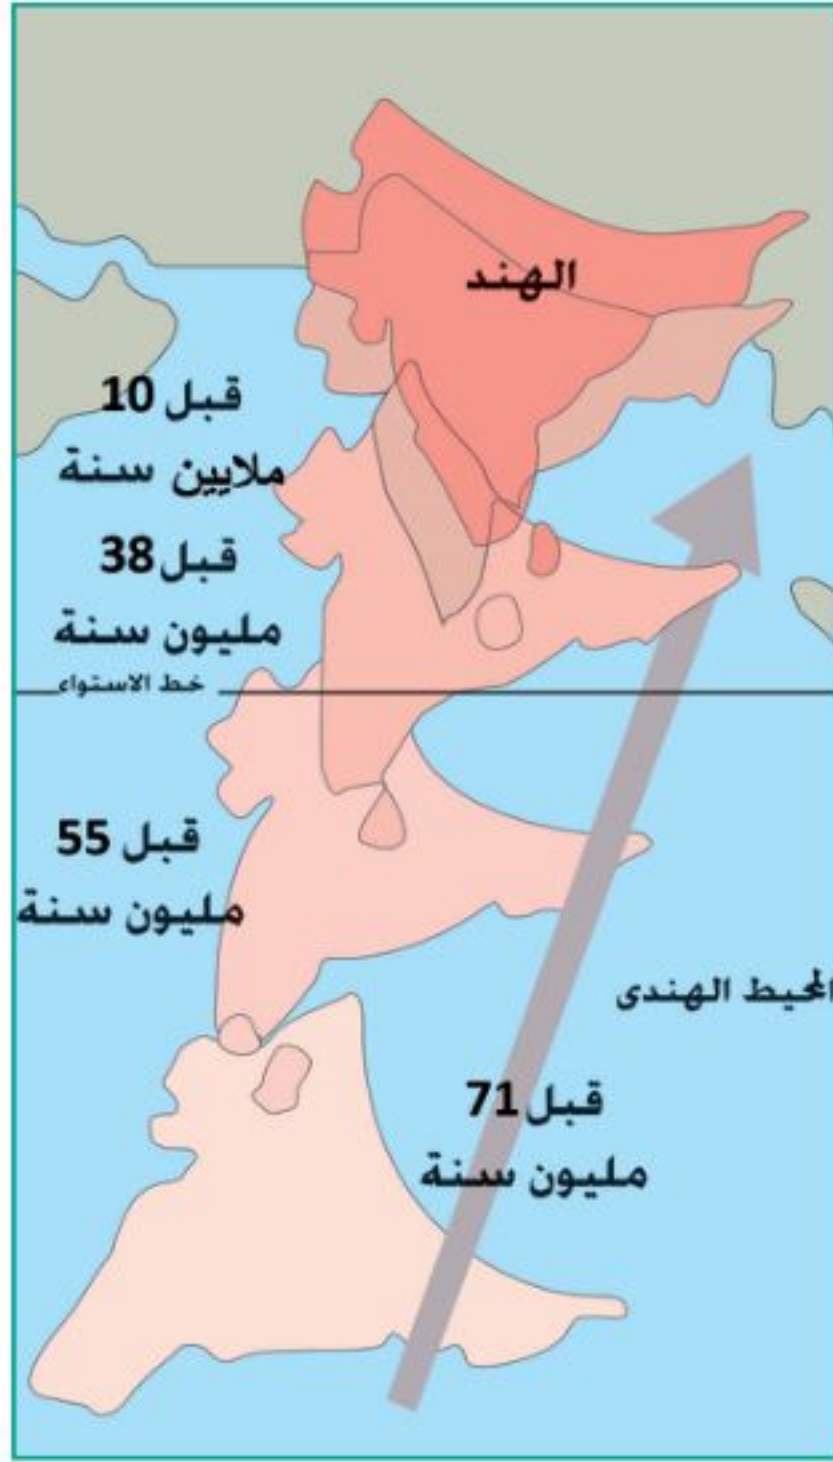 الهند
قبل 10
ملايين سنة
قبل 38
مليون سنة
خط الاستواء
قبل 55
مليون سنة
المحيط الهندى
قبل 71
مليون سنة